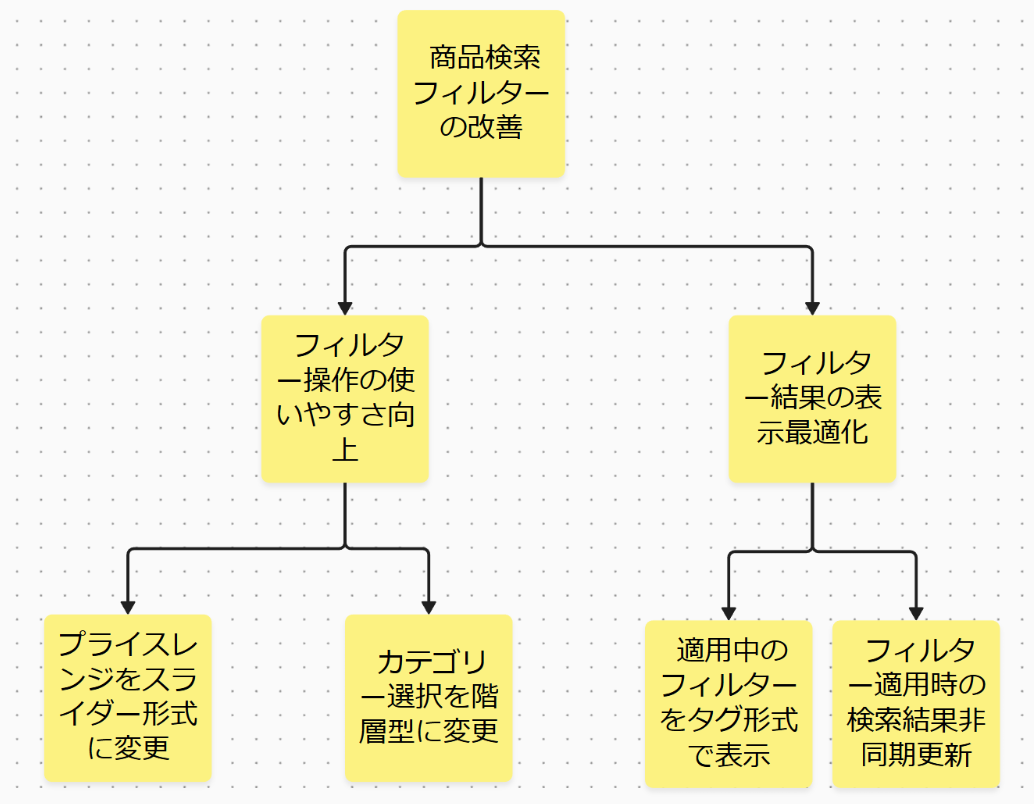 商品検索
フィルター
の改善
フィルタ
ー操作の使
いやすさ向
上
フィルタ
ー結果の表
示最適化
プライスレ
ンジをスラ
イダー形式
に変更
カテゴリ
ー選択を階
層型に変更
適用中の
フィルター
をタグ形式
で表示
フィルタ
ー適用時の
検索結果非
同期更新